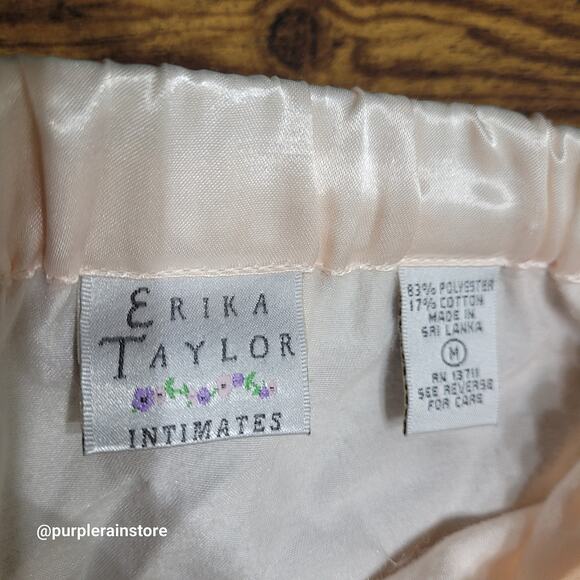 ERIKA
TAYLOR
INTIMATES
83% POLYESTER
17% COTTON
MADE IN
SRI LANKA
M
RN 13711
SEE REVERSE
FOR CARE
@purplerainstore